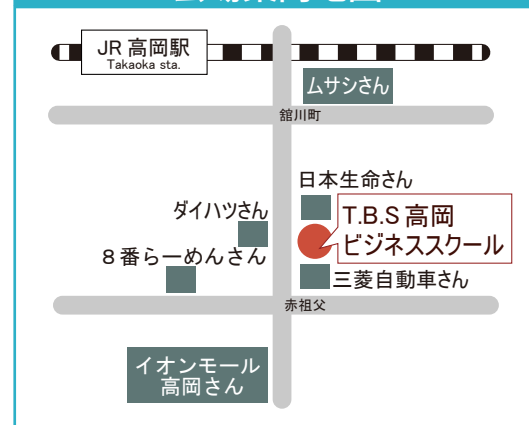 JR 高岡駅
Takaoka sta.
ムサシさん
舘川町
日本生命さん
ダイハツさん
T.B.S 高岡
ビジネススクール
8番らーめんさん
三菱自動車さん
赤祖父
イオンモール
高岡さん